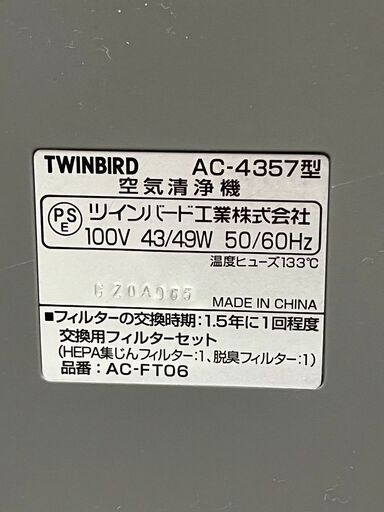 TWINBIRD AC-4357型
空気清浄機
PSE ツインバード工業株式会社
100V 43/49W 50/60Hz
温度ヒューズ133℃
MADE IN CHINA
■フィルターの交換時期:1.5年に1回程度
交換用フィルターセット
(HEPA集じんフィルター:1、脱臭フィルター:1)
品番:AC-FT06